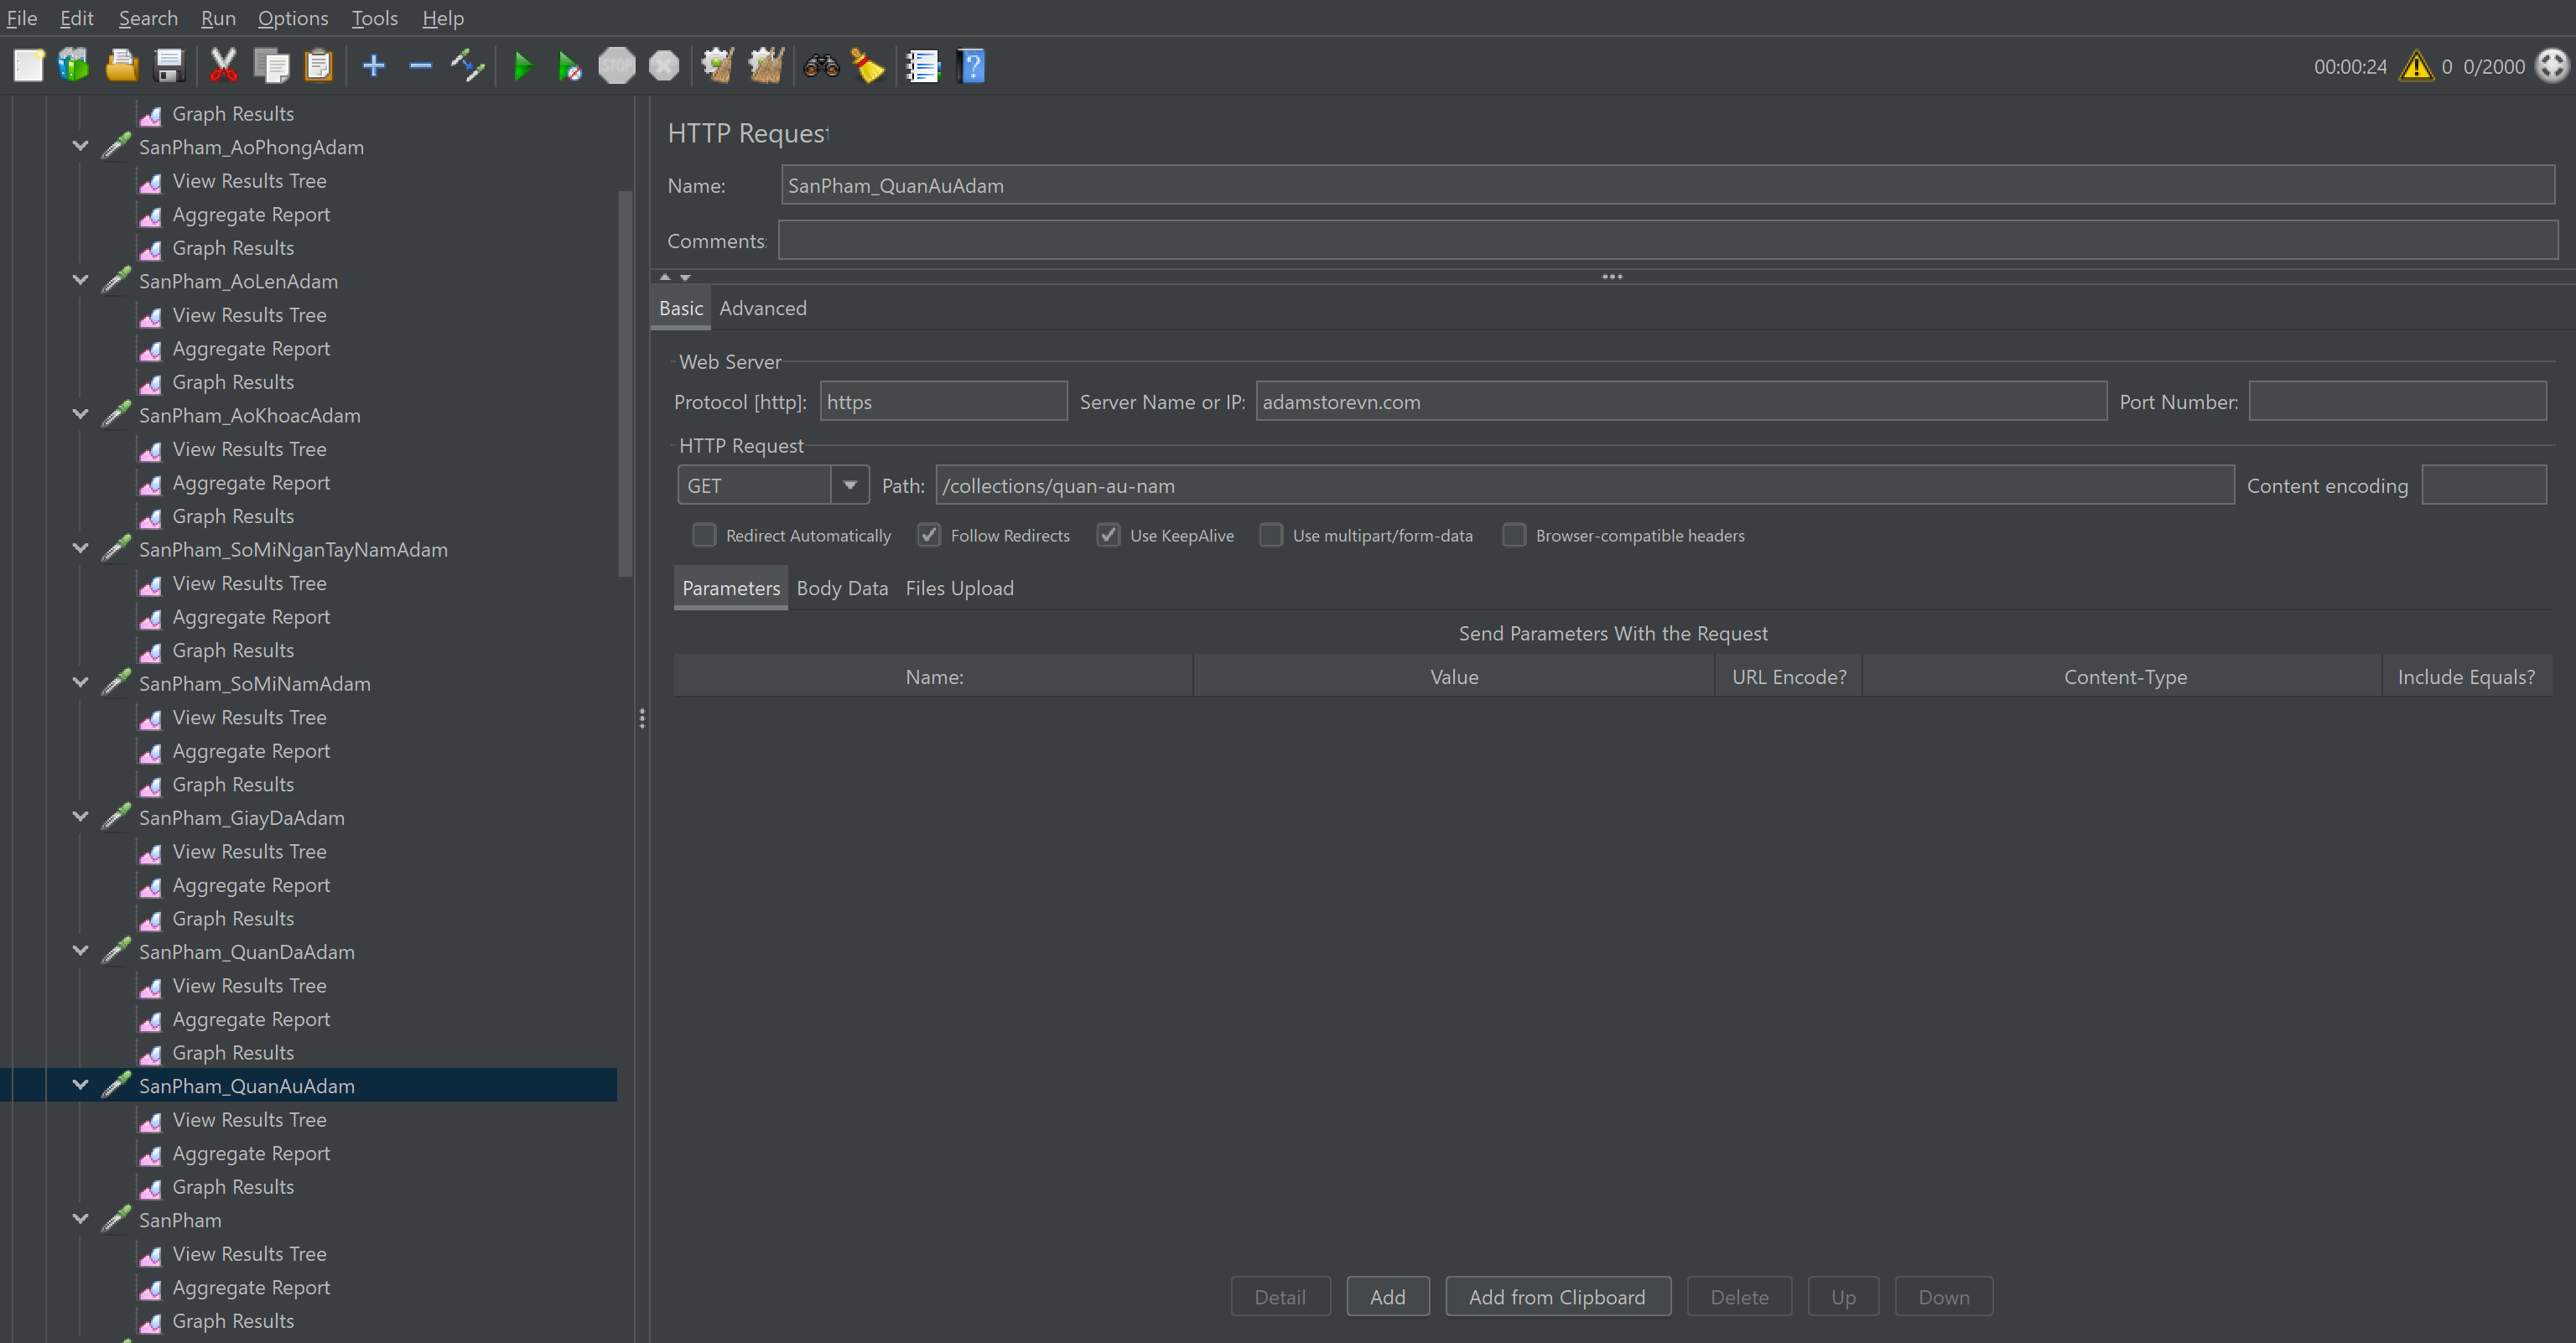 File Edit Search Run Options Tools Help
STOP
00:00:24 0 0/2000
Graph Results
SanPham_AoPhongAdam
View Results Tree
Aggregate Report
Graph Results
SanPham_AoLenAdam
View Results Tree
Aggregate Report
Graph Results
SanPham_AoKhoacAdam
View Results Tree
Aggregate Report
Graph Results
SanPham_SoMiNganTayNamAdam
View Results Tree
Aggregate Report
Graph Results
SanPham_SoMiNamAdam
View Results Tree
Aggregate Report
Graph Results
SanPham_GiayDaAdam
View Results Tree
Aggregate Report
Graph Results
SanPham_QuanDaAdam
View Results Tree
Aggregate Report
Graph Results
SanPham_QuanAuAdam
View Results Tree
Aggregate Report
Graph Results
SanPham
View Results Tree
Aggregate Report
Graph Results
HTTP Request
Name: SanPham_QuanAuAdam
Comments:
Basic Advanced
Web Server
Protocol [http]: https Server Name or IP: adamstorevn.com Port Number:
HTTP Request
GET Path: /collections/quan-au-nam Content encoding
Redirect Automatically Follow Redirects Use KeepAlive Use multipart/form-data Browser-compatible headers
Parameters Body Data Files Upload
Send Parameters With the Request
Name: Value URL Encode? Content-Type Include Equals?
Detail Add Add from Clipboard Delete Up Down